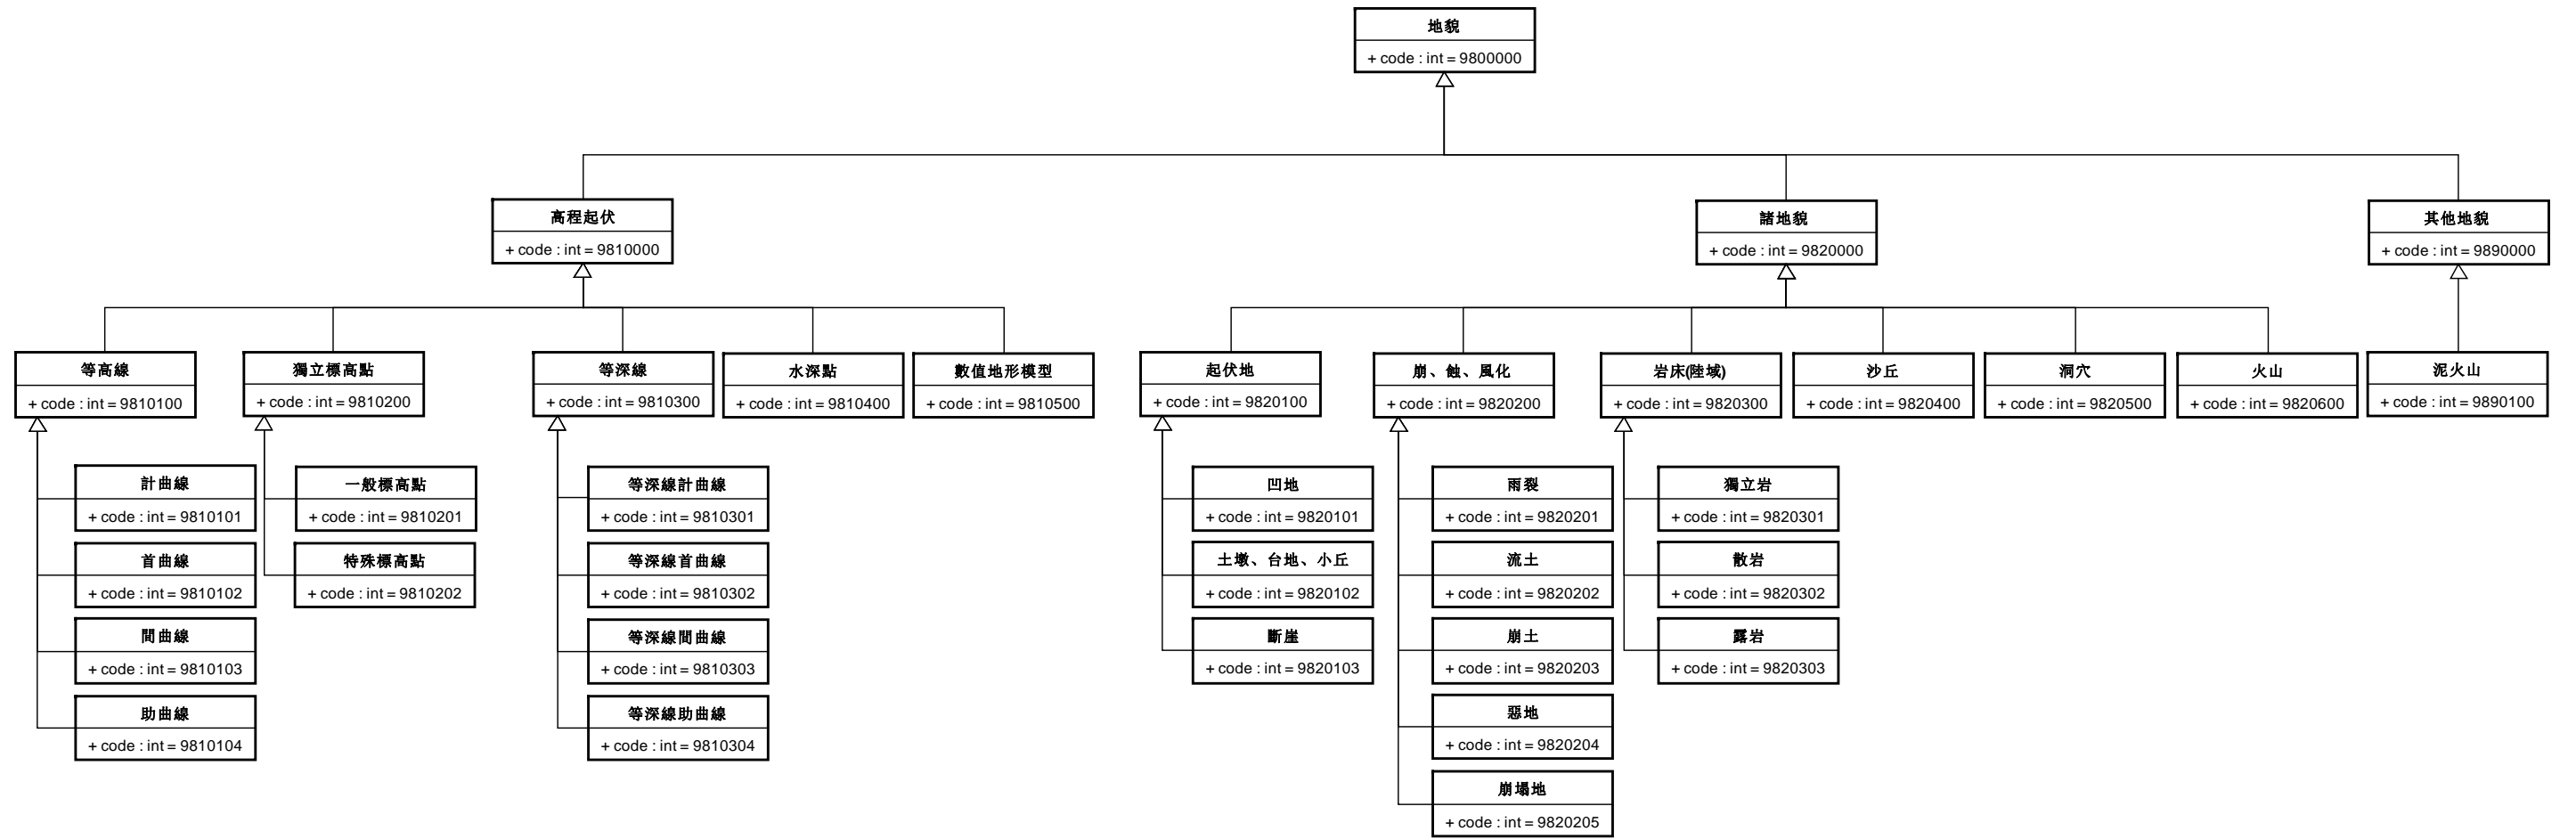 地貌
+ code : int = 9800000
高程起伏
+ code : int = 9810000
諸地貌
+ code : int = 9820000
其他地貌
+ code : int = 9890000
等高線
+ code : int = 9810100
獨立標高點
+ code : int = 9810200
等深線
+ code : int = 9810300
水深點
+ code : int = 9810400
數值地形模型
+ code : int = 9810500
起伏地
+ code : int = 9820100
崩、蝕、風化
+ code : int = 9820200
岩床(陸域)
+ code : int = 9820300
沙丘
+ code : int = 9820400
洞穴
+ code : int = 9820500
火山
+ code : int = 9820600
泥火山
+ code : int = 9890100
計曲線
+ code : int = 9810101
首曲線
+ code : int = 9810102
間曲線
+ code : int = 9810103
助曲線
+ code : int = 9810104
一般標高點
+ code : int = 9810201
特殊標高點
+ code : int = 9810202
等深線計曲線
+ code : int = 9810301
等深線首曲線
+ code : int = 9810302
等深線間曲線
+ code : int = 9810303
等深線助曲線
+ code : int = 9810304
凹地
+ code : int = 9820101
土墩、台地、小丘
+ code : int = 9820102
斷崖
+ code : int = 9820103
雨裂
+ code : int = 9820201
流土
+ code : int = 9820202
崩土
+ code : int = 9820203
惡地
+ code : int = 9820204
崩塌地
+ code : int = 9820205
獨立岩
+ code : int = 9820301
散岩
+ code : int = 9820302
露岩
+ code : int = 9820303